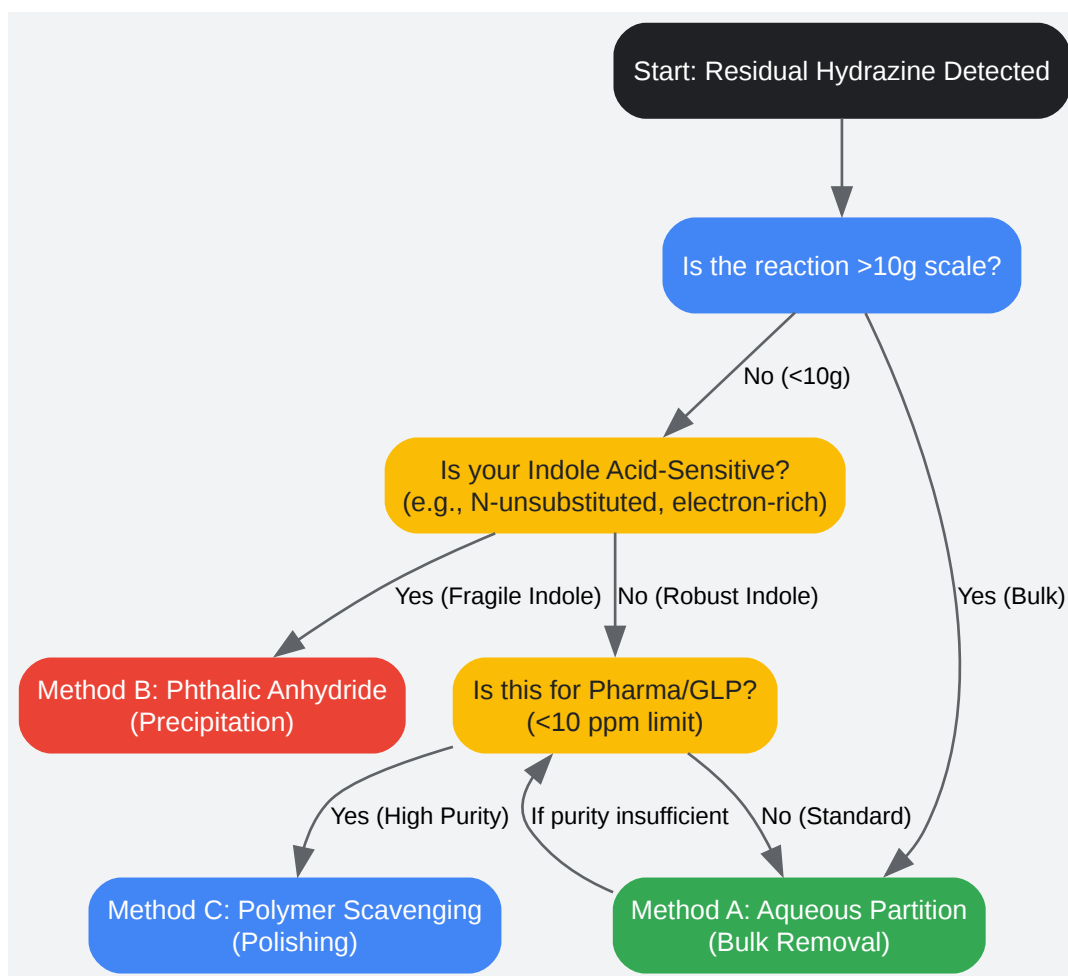 Start: Residual Hydrazine Detected
Is the reaction >10g scale?
No (<10g)
Is your Indole Acid-Sensitive?
(e.g., N-unsubstituted, electron-rich)
Yes (Fragile Indole)
No (Robust Indole)
Yes (Bulk)
Method B: Phthalic Anhydride
(Precipitation)
Is this for Pharma/GLP?
(<10 ppm limit)
Yes (High Purity)
If purity insufficient
No (Standard)
Method C: Polymer Scavenging
(Polishing)
Method A: Aqueous Partition
(Bulk Removal)